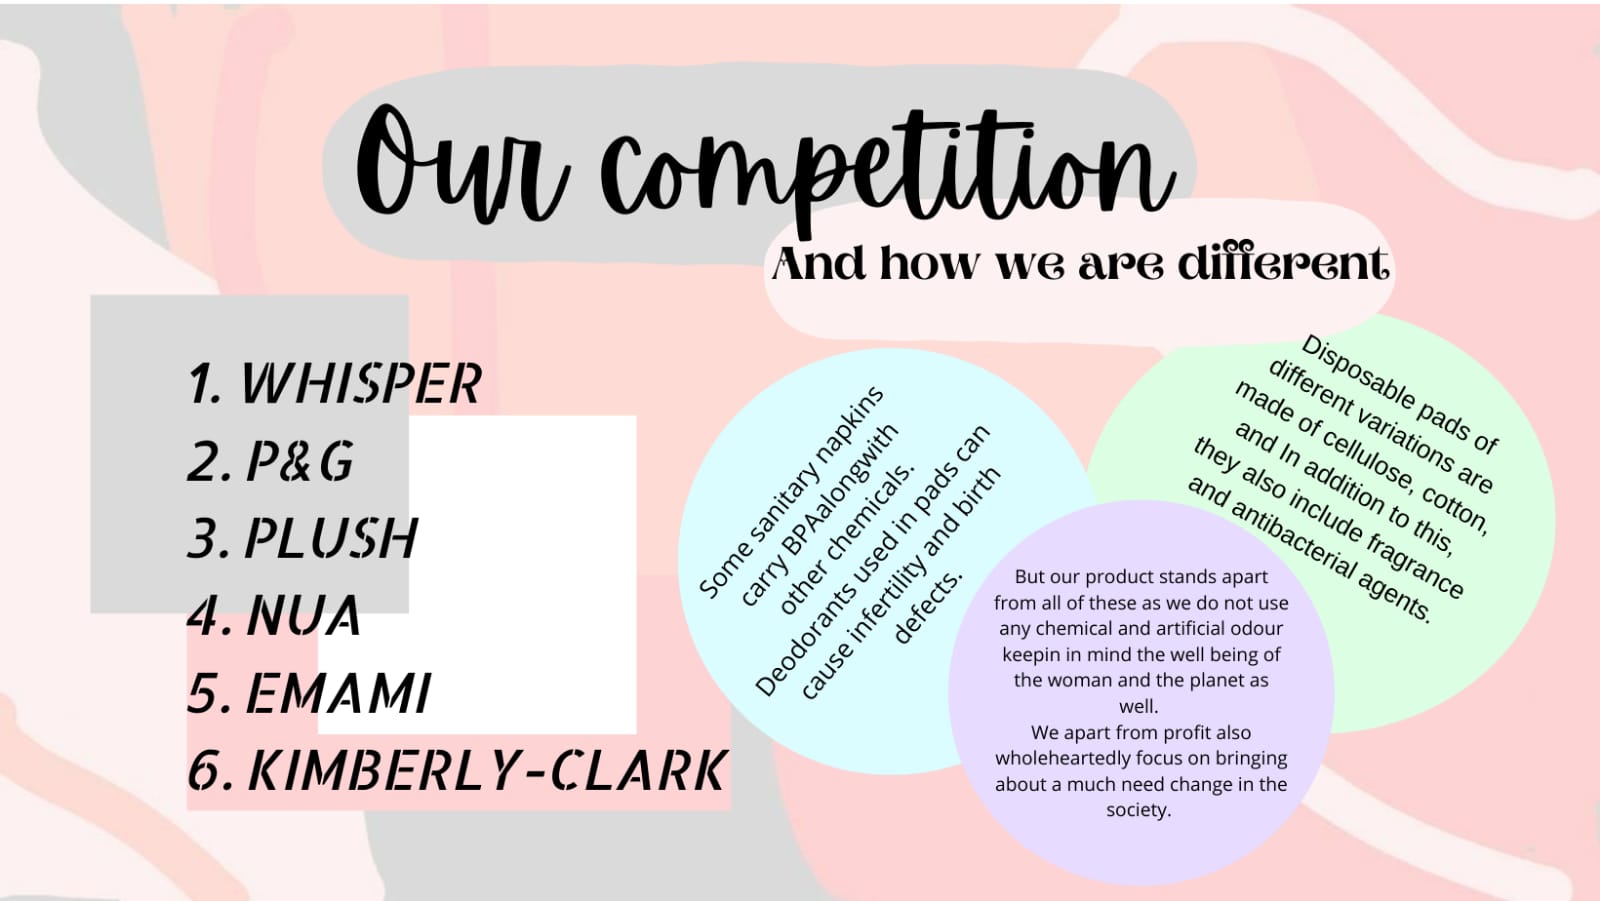 Our competition
And how we are different
1. WHISPER
2. P&G
3. PLUSH
4. NUA
5. EMAMI
6. KIMBERLY-CLARK
Some sanitary napkins
carry BPAalongwith
other chemicals.
Deodorants used in pads can
cause infertility and birth
defects.
Disposable pads of
different variations are
made of cellulose, cotton,
and In addition to this,
they also include fragrance
and antibacterial agents.
But our product stands apart
from all of these as we do not use
any chemical and artificial odour
keepin in mind the well being of
the woman and the planet as
well.
We apart from profit also
wholeheartedly focus on bringing
about a much need change in the
society.